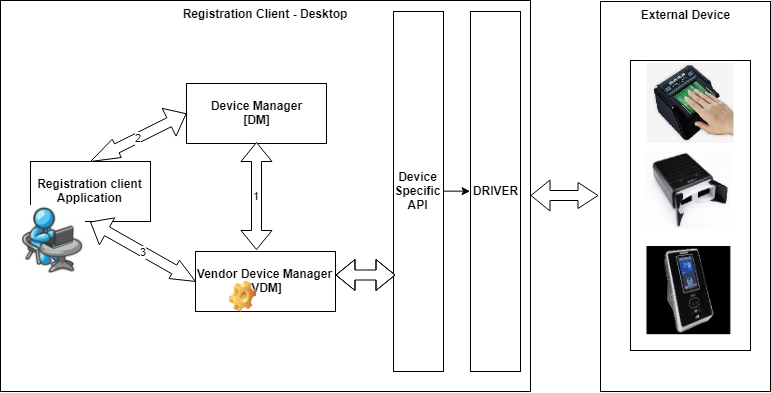 Registration Client - Desktop
External Device
Device Manager
[DM]
2
Registration client
Application
1
3
Vendor Device Manager
[VDM]
Device
Specific
API
DRIVER